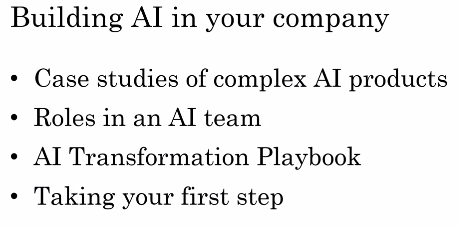 Building AI in your company
• Case studies of complex AI products
• Roles in an AI team
• AI Transformation Playbook
• Taking your first step